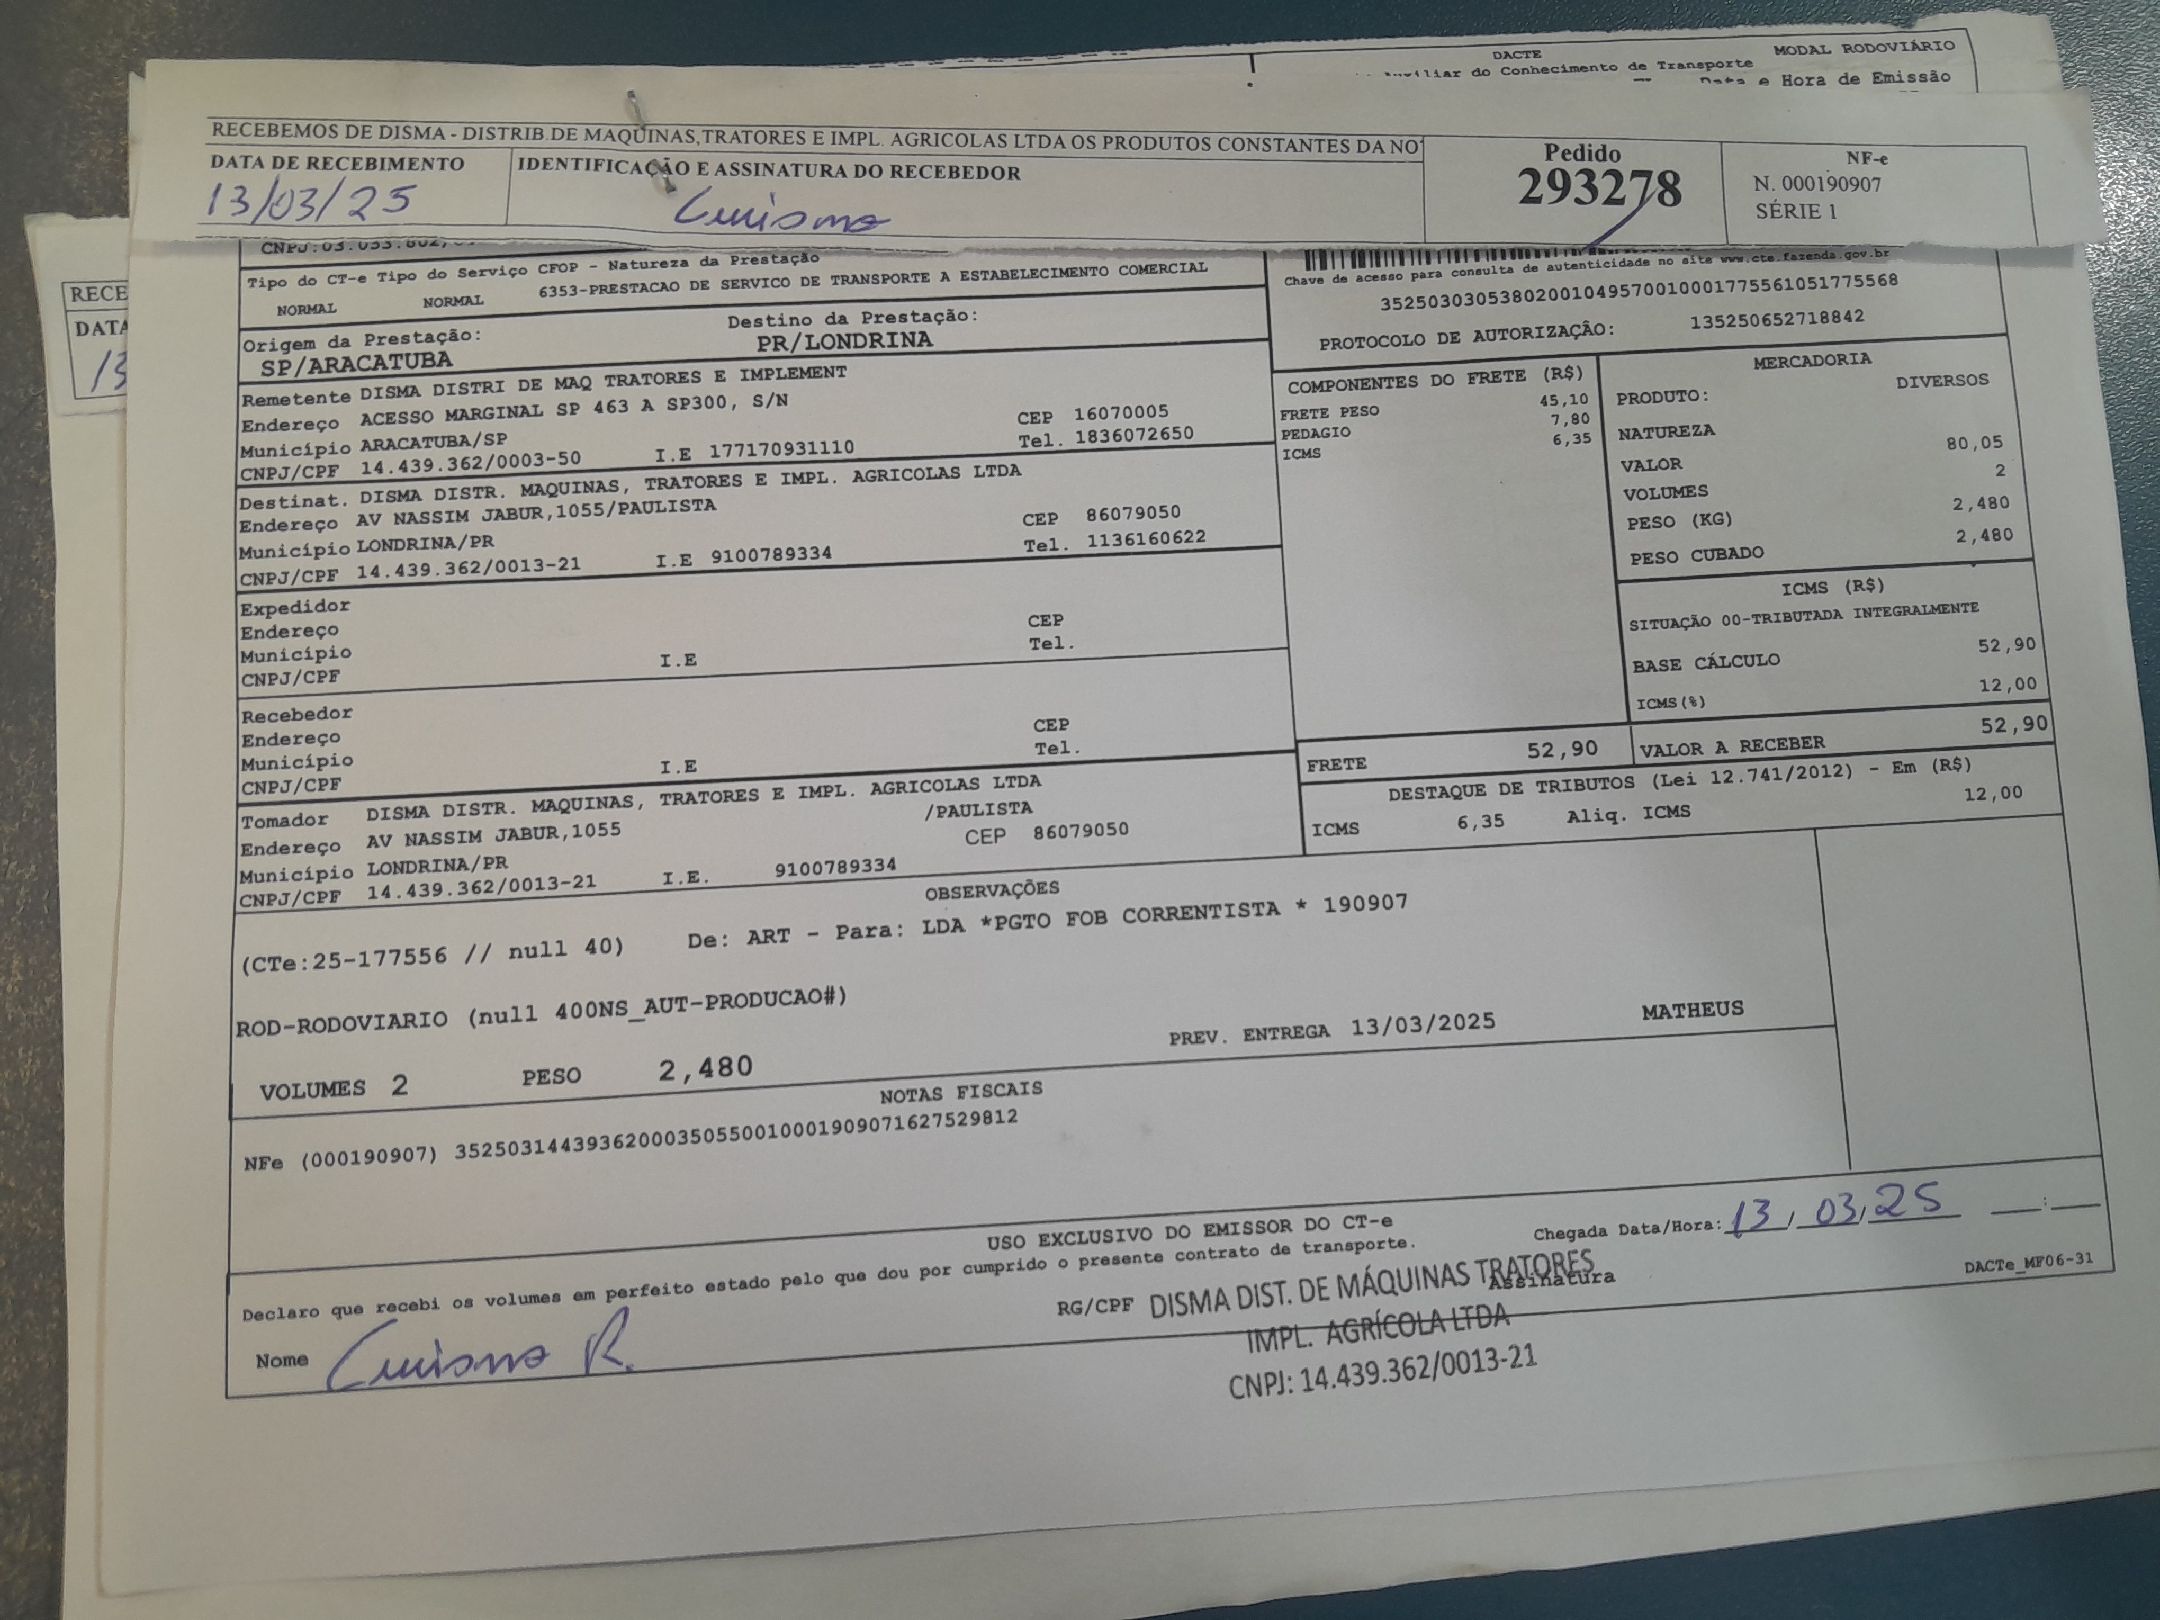 DACTE
MODAL RODOVIÁRIO
do Conhecimento de Transporte
e Hora de Emissão
RECEBEMOS DE DISMA - DISTRIB.DE MAQUINAS,TRATORES E IMPL. AGRICOLAS LTDA OS PRODUTOS CONSTANTES DA NO
DATA DE RECEBIMENTO IDENTIFICAÇÃO E ASSINATURA DO RECEBEDOR
13/03/25
Pedido
293278
NF-e
N. 000190907
SÉRIE 1
RECE
DATA
13
Tipo do CT-e Tipo do Serviço CFOP - Natureza da Prestação
NORMAL NORMAL 6353-PRESTACAO DE SERVICO DE TRANSPORTE A ESTABELECIMENTO COMERCIAL
Chave de acesso para consulta de autenticidade no site www.cte.fazenda.gov.br
35250303053802001049570010001775561051775568
PROTOCOLO DE AUTORIZAÇÃO: 135250652718842
Origem da Prestação: Destino da Prestação:
SP/ARACATUBA PR/LONDRINA
Remetente DISMA DISTRI DE MAQ TRATORES E IMPLEMENT
Endereço ACESSO MARGINAL SP 463 A SP300, S/N CEP 16070005
Município ARACATUBA/SP Tel. 1836072650
CNPJ/CPF 14.439.362/0003-50 I.E 177170931110
Destinat. DISMA DISTR. MAQUINAS, TRATORES E IMPL. AGRICOLAS LTDA
Endereço AV NASSIM JABUR,1055/PAULISTA CEP 86079050
Município LONDRINA/PR Tel. 1136160622
CNPJ/CPF 14.439.362/0013-21 I.E 9100789334
Expedidor
Endereço CEP
Município Tel.
CNPJ/CPF I.E
Recebedor
Endereço CEP
Município Tel.
CNPJ/CPF I.E
Tomador DISMA DISTR. MAQUINAS, TRATORES E IMPL. AGRICOLAS LTDA
Endereço AV NASSIM JABUR,1055 /PAULISTA
Município LONDRINA/PR CEP 86079050
CNPJ/CPF 14.439.362/0013-21 I.E. 9100789334
COMPONENTES DO FRETE (R$)
FRETE PESO 45,10
PEDAGIO 7,80
ICMS 6,35
MERCADORIA
PRODUTO: DIVERSOS
NATUREZA
VALOR 80,05
VOLUMES 2
PESO (KG) 2,480
PESO CUBADO 2,480
ICMS (R$)
SITUAÇÃO 00-TRIBUTADA INTEGRALMENTE
BASE CÁLCULO 52,90
ICMS(%) 12,00
FRETE 52,90 VALOR A RECEBER 52,90
DESTAQUE DE TRIBUTOS (Lei 12.741/2012) - Em (R$)
ICMS 6,35 Aliq. ICMS 12,00
OBSERVAÇÕES
(CTe:25-177556 // null 40) De: ART - Para: LDA *PGTO FOB CORRENTISTA * 190907
ROD-RODOVIARIO (null 400NS_AUT-PRODUCAO#)
PREV. ENTREGA 13/03/2025 MATHEUS
VOLUMES 2 PESO 2,480
NOTAS FISCAIS
NFe (000190907) 35250314439362000350550010001909071627529812
USO EXCLUSIVO DO EMISSOR DO CT-e
Declaro que recebi os volumes em perfeito estado pelo que dou por cumprido o presente contrato de transporte.
Chegada Data/Hora: 13/03/25 __:__
Nome
RG/CPF
Assinatura
DACTe_MF06-31
DISMA DIST. DE MÁQUINAS TRATORES
IMPL. AGRÍCOLA LTDA
CNPJ: 14.439.362/0013-21